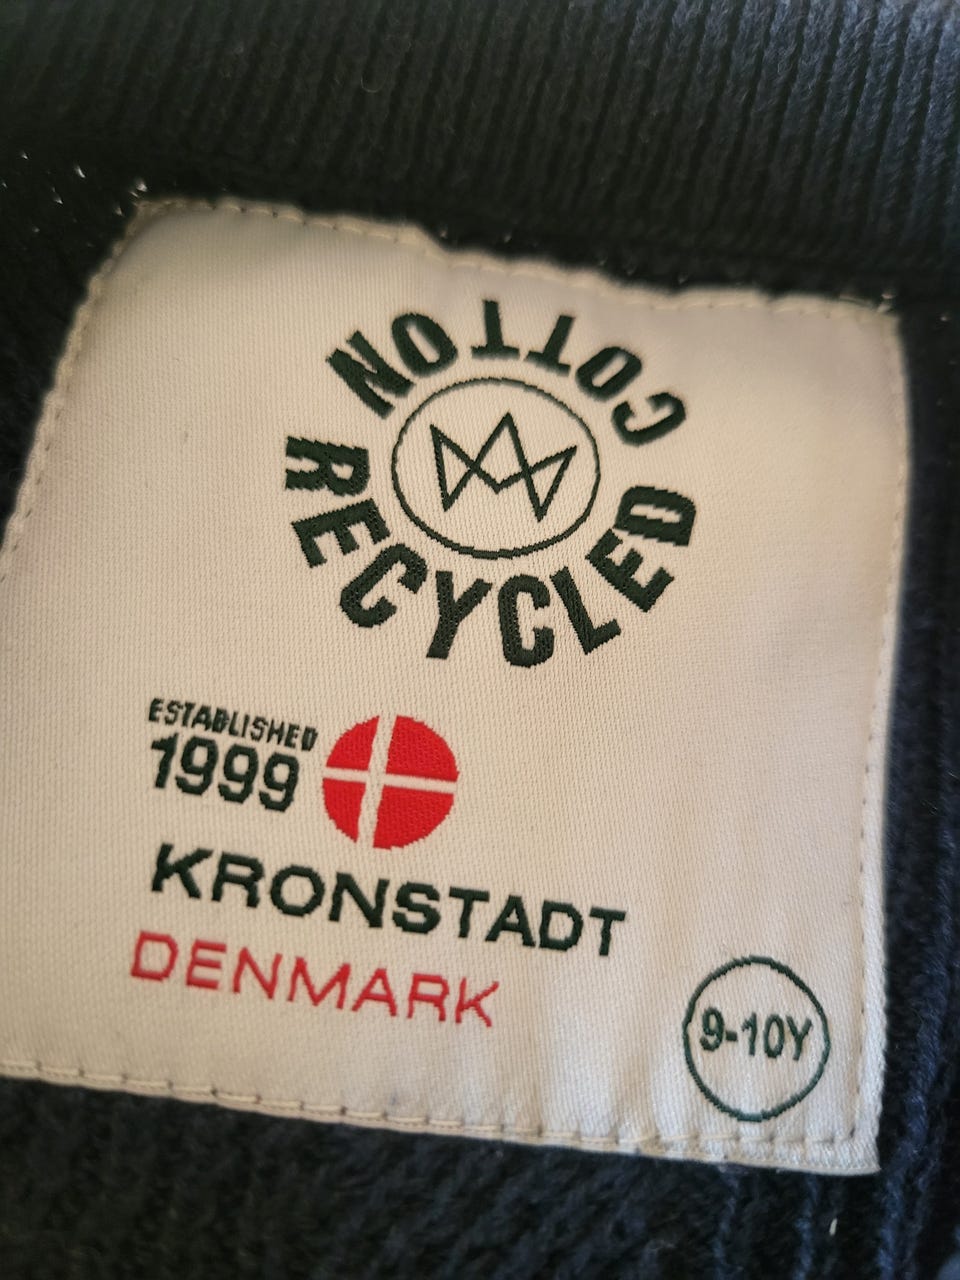 RECYCLED COTTON
ESTABLISHED
1999
KRONSTADT
DENMARK
9-10Y